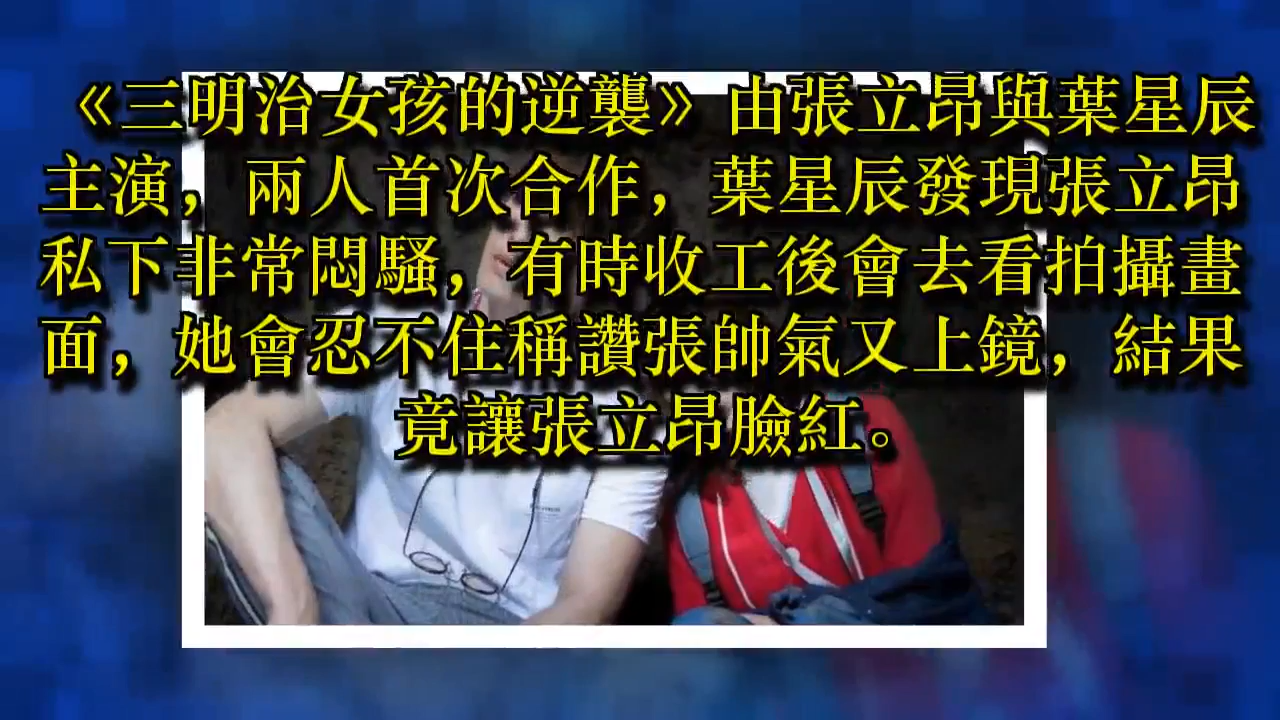 《三明治女孩的逆襲》由張立昂與葉星辰
主演，兩人首次合作，葉星辰發現張立昂
私下非常悶騷，有時收工後會去看拍攝畫
面，她會忍不住稱讚張帥氣又上鏡，結果
竟讓張立昂臉紅。